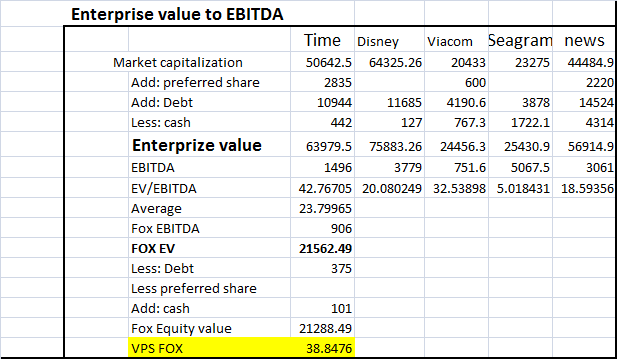 Enterprise value to EBITDA
Time Disney Viacom Seagram news
Market capitalization 50642.5 64325.26 20433 23275 44484.9
Add: preferred share 2835 600 2220
Add: Debt 10944 11685 4190.6 3878 14524
Less: cash 442 127 767.3 1722.1 4314
Enterprize value 63979.5 75883.26 24456.3 25430.9 56914.9
EBITDA 1496 3779 751.6 5067.5 3061
EV/EBITDA 42.76705 20.080249 32.53898 5.018431 18.59356
Average 23.79965
Fox EBITDA 906
FOX EV 21562.49
Less: Debt 375
Less preferred share
Add: cash 101
Fox Equity value 21288.49
VPS FOX 38.8476